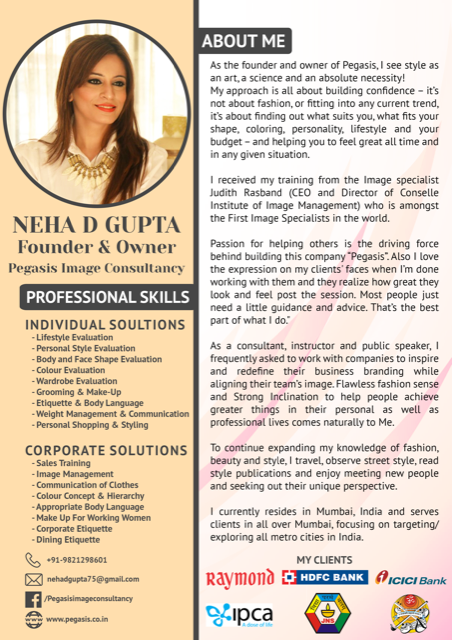 NEHA D GUPTA
Founder & Owner
Pegasis Image Consultancy
PROFESSIONAL SKILLS
INDIVIDUAL SOULTIONS
- Lifestyle Evaluation
- Personal Style Evaluation
- Body and Face Shape Evaluation
- Colour Evaluation
- Wardrobe Evaluation
- Grooming & Make-Up
- Etiquette & Body Language
- Weight Management & Communication
- Personal Shopping & Styling
CORPORATE SOLUTIONS
- Sales Training
- Image Management
- Communication of Clothes
- Colour Concept & Hierarchy
- Appropriate Body Language
- Make Up For Working Women
- Corporate Etiquette
- Dining Etiquette
+91-9821298601
nehadgupta75@gmail.com
/Pegasisimageconsultancy
www.pegasis.co.in
ABOUT ME
As the founder and owner of Pegasis, I see style as
an art, a science and an absolute necessity!
My approach is all about building confidence – it's
not about fashion, or fitting into any current trend,
it's about finding out what suits you, what fits your
shape, coloring, personality, lifestyle and your
budget – and helping you to feel great all time and
in any given situation.
I received my training from the Image specialist
Judith Rasband (CEO and Director of Conselle
Institute of Image Management) who is amongst
the First Image Specialists in the world.
Passion for helping others is the driving force
behind building this company "Pegasis". Also I love
the expression on my clients' faces when I'm done
working with them and they realize how great they
look and feel post the session. Most people just
need a little guidance and advice. That's the best
part of what I do."
As a consultant, instructor and public speaker, I
frequently asked to work with companies to inspire
and redefine their business branding while
aligning their team's image. Flawless fashion sense
and Strong Inclination to help people achieve
greater things in their personal as well as
professional lives comes naturally to Me.
To continue expanding my knowledge of fashion,
beauty and style, I travel, observe street style, read
style publications and enjoy meeting new people
and seeking out their unique perspective.
I currently resides in Mumbai, India and serves
clients in all over Mumbai, focusing on targeting/
exploring all metro cities in India.
MY CLIENTS
Raymond HDFC BANK ICICI Bank
ipca
A dose of life
JNS